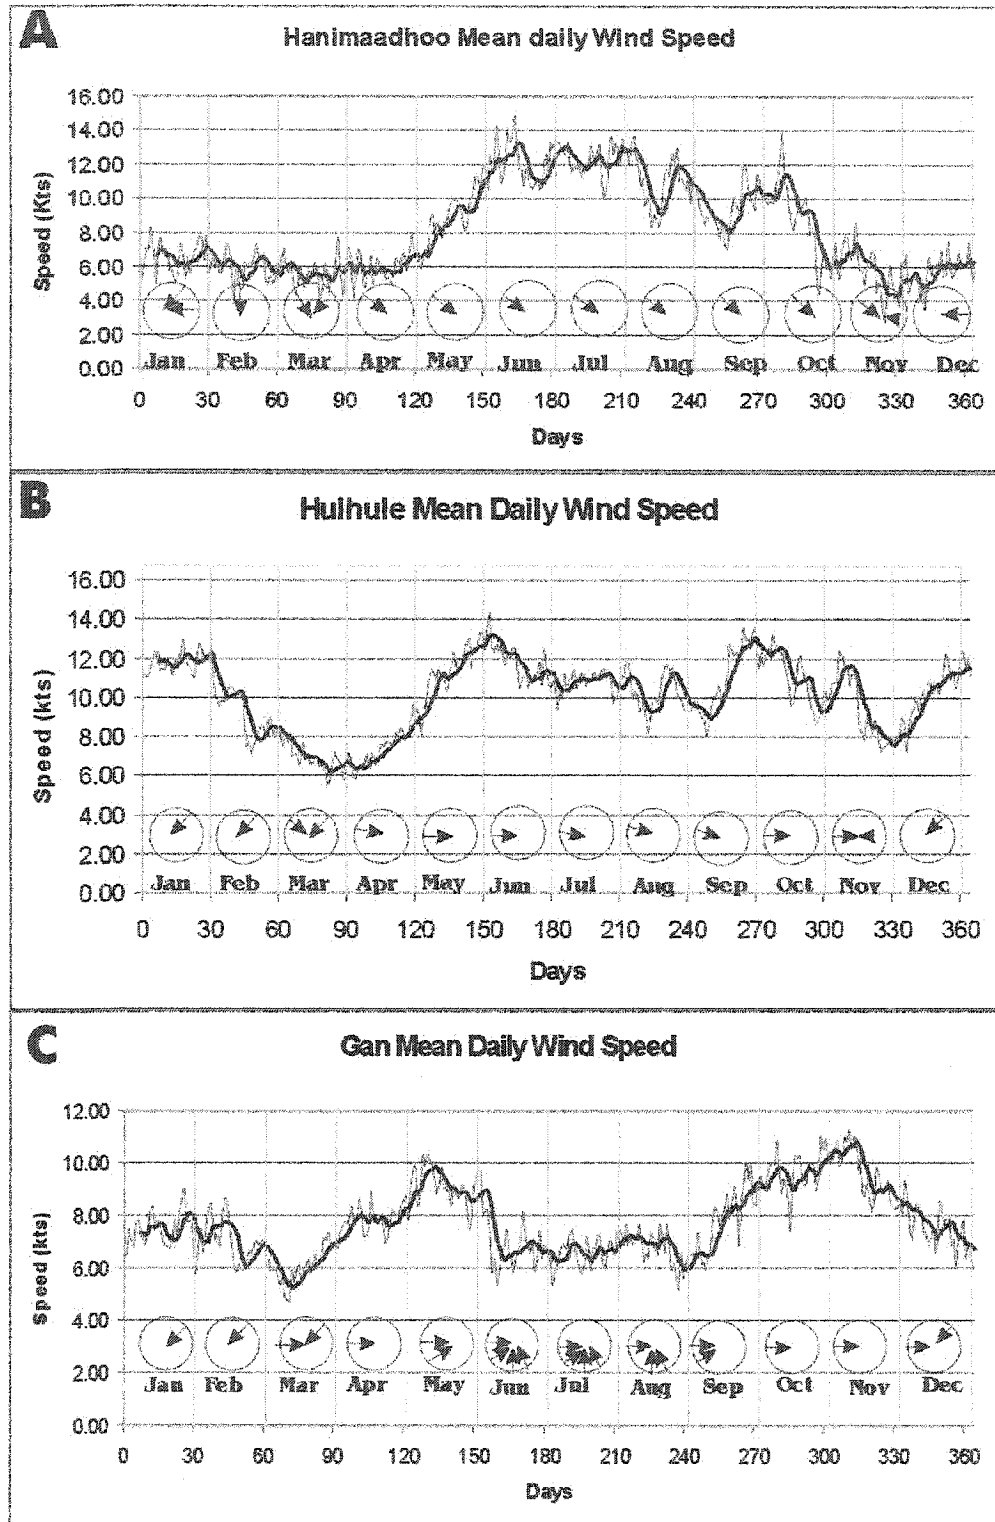 A
Hanimaadhoo Mean daily Wind Speed
16.00
14.00
12.00
10.00
8.00
6.00
4.00
2.00
0.00
Speed (Kts)
Jan Feb Mar Apr May Jun Jul Aug Sep Oct Nov Dec
0 30 60 90 120 150 180 210 240 270 300 330 360
Days
B
Hulhule Mean Daily Wind Speed
16.00
14.00
12.00
10.00
8.00
6.00
4.00
2.00
0.00
Speed (kts)
Jan Feb Mar Apr May Jun Jul Aug Sep Oct Nov Dec
0 30 60 90 120 150 180 210 240 270 300 330 360
Days
C
Gan Mean Daily Wind Speed
12.00
10.00
8.00
6.00
4.00
2.00
0.00
Speed (kts)
Jan Feb Mar Apr May Jun Jul Aug Sep Oct Nov Dec
0 30 60 90 120 150 180 210 240 270 300 330 360
Days